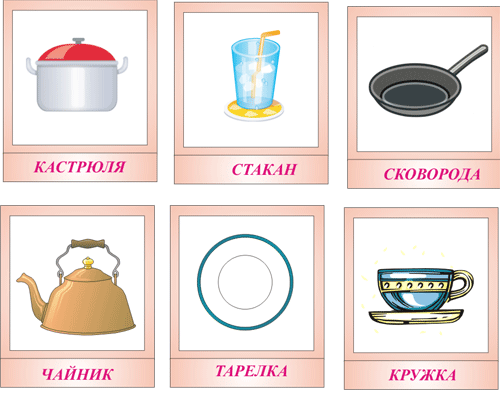 КАСТРЮЛЯ
СТАКАН
СКОВОРОДА
ЧАЙНИК
ТАРЕЛКА
КРУЖКА